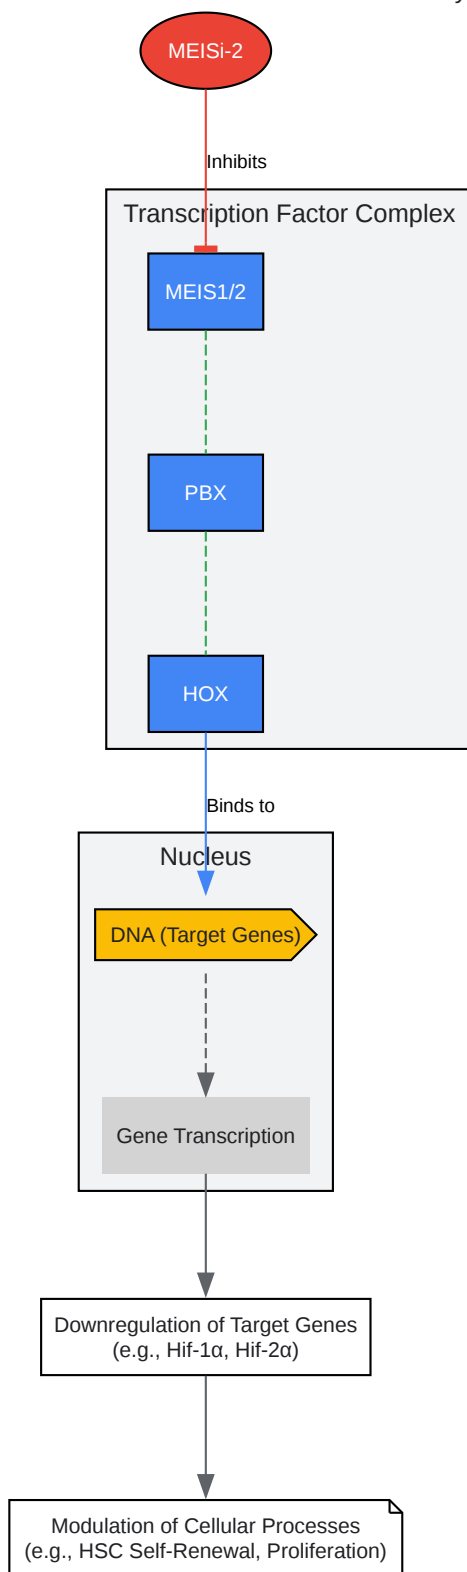 MEISi-2
Inhibits
Transcription Factor Complex
MEIS1/2
PBX
HOX
Binds to
Nucleus
DNA (Target Genes)
Gene Transcription
Downregulation of Target Genes
(e.g., Hif-1α, Hif-2α)
Modulation of Cellular Processes
(e.g., HSC Self-Renewal, Proliferation)